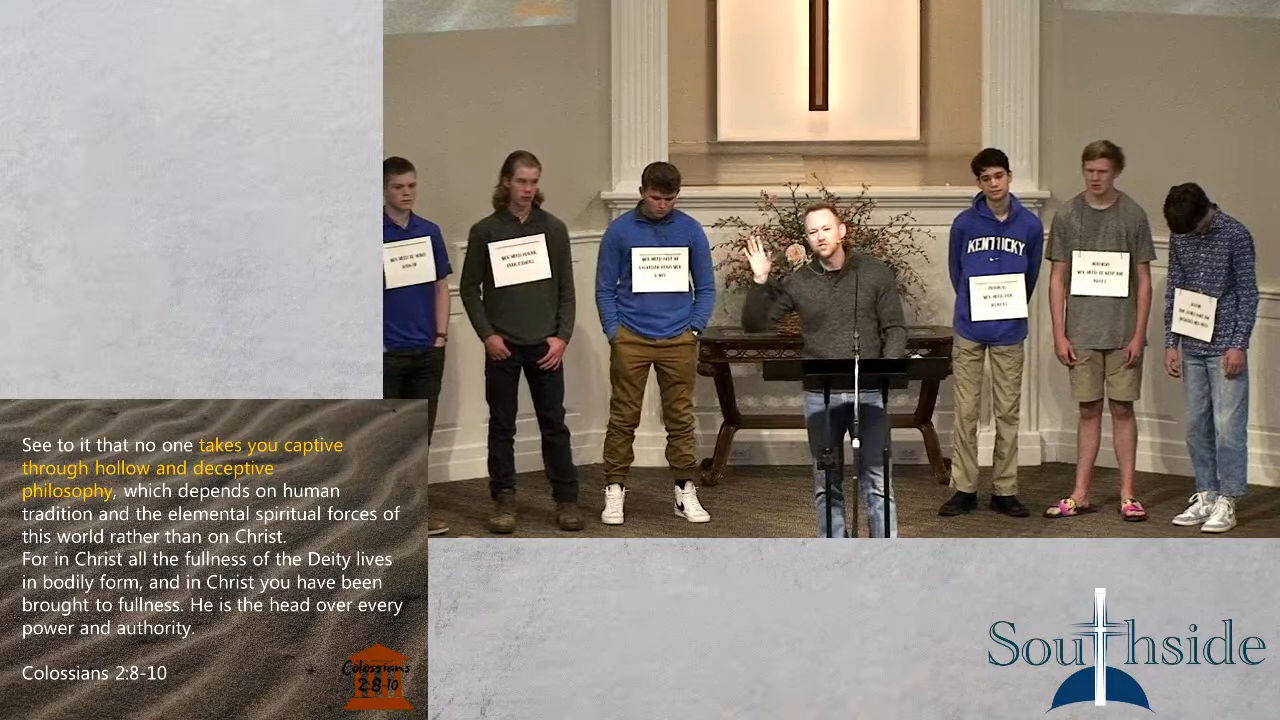 KENTUCKY
See to it that no one takes you captive
through hollow and deceptive
philosophy, which depends on human
tradition and the elemental spiritual forces of
this world rather than on Christ.
For in Christ all the fullness of the Deity lives
in bodily form, and in Christ you have been
brought to fullness. He is the head over every
power and authority.
Colossians 2:8-10
Colossians
2:8-10
Southside